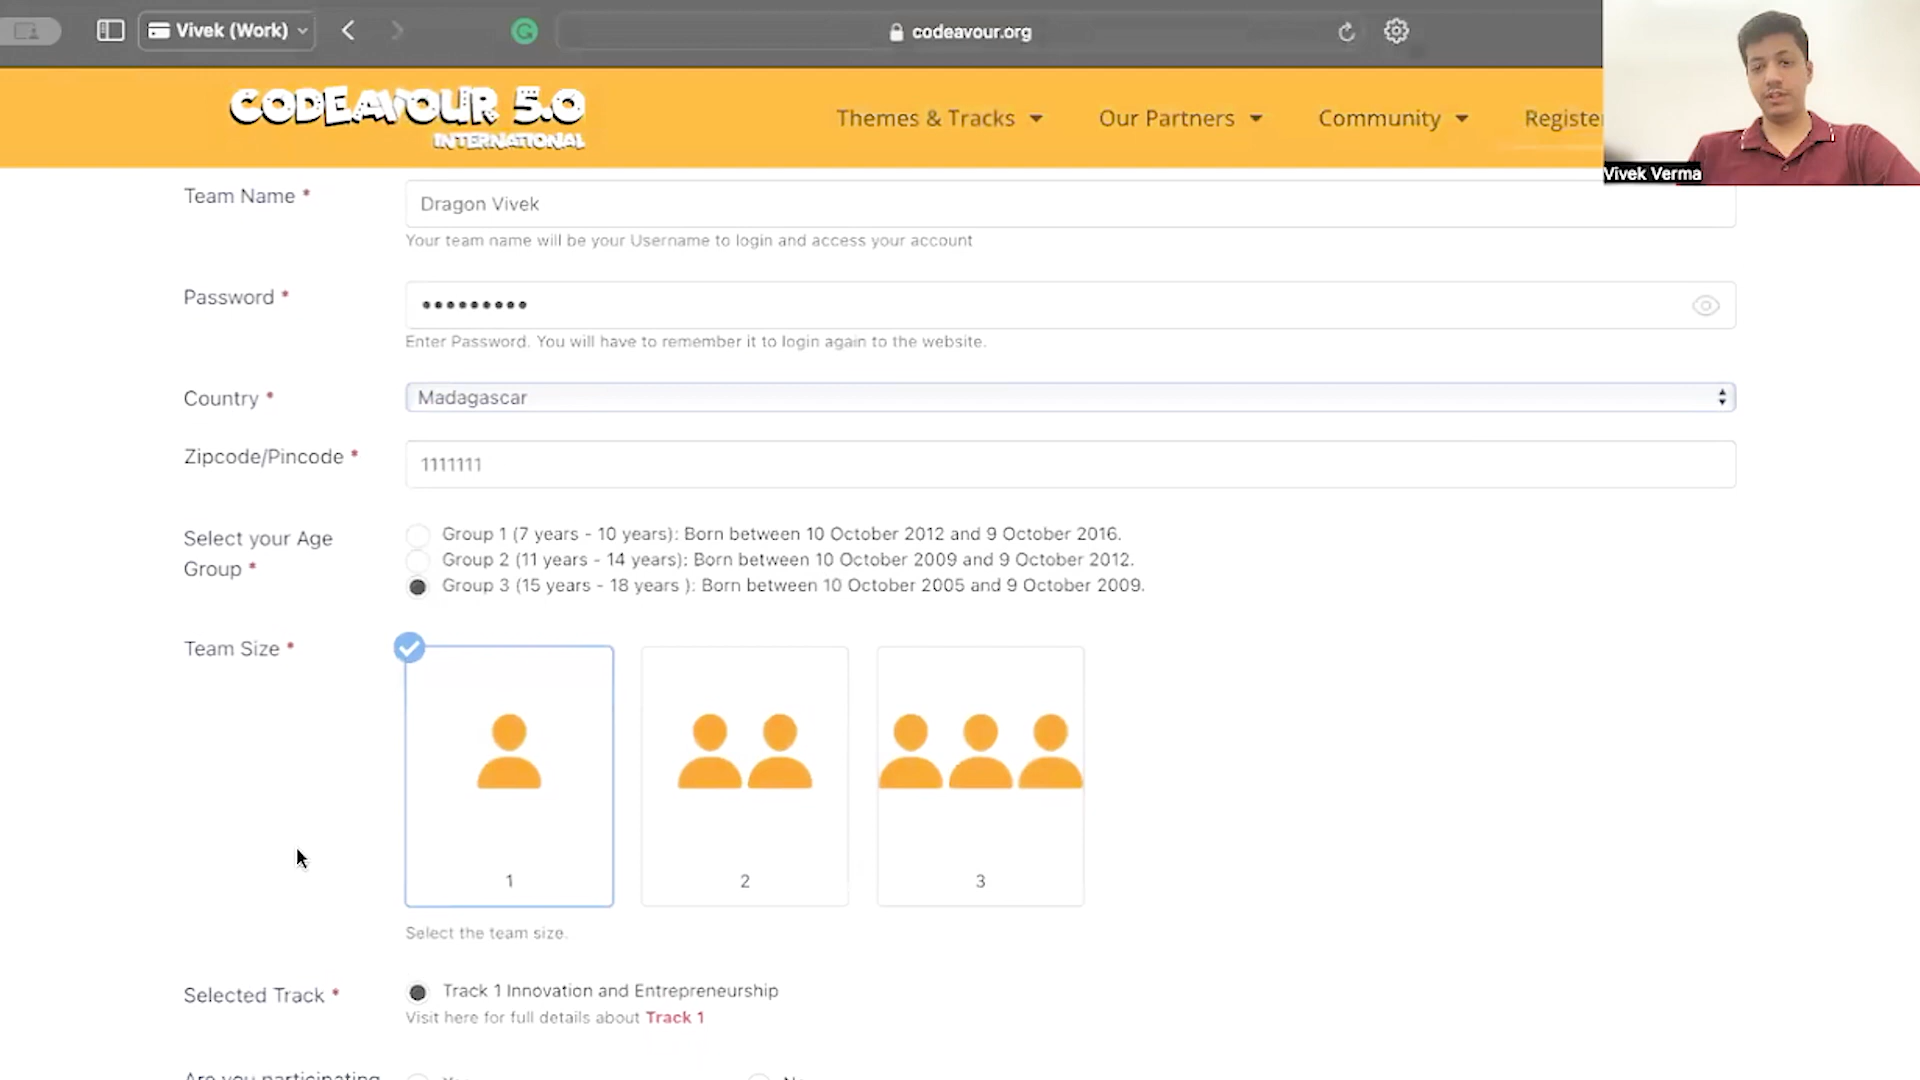 Vivek (Work)
codeavour.org
CODEAVOUR 5.0
INTERNATIONAL
Themes & Tracks
Our Partners
Community
Registe
Vivek Verma
Team Name *
Dragon Vivek
Your team name will be your Username to login and access your account
Password *
•••••••••
Enter Password. You will have to remember it to login again to the website.
Country *
Madagascar
Zipcode/Pincode *
1111111
Select your Age
Group *
Group 1 (7 years - 10 years): Born between 10 October 2012 and 9 October 2016.
Group 2 (11 years - 14 years): Born between 10 October 2009 and 9 October 2012.
Group 3 (15 years - 18 years ): Born between 10 October 2005 and 9 October 2009.
Team Size *
1
2
3
Select the team size.
Selected Track *
Track 1 Innovation and Entrepreneurship
Visit here for full details about Track 1
Are you participating